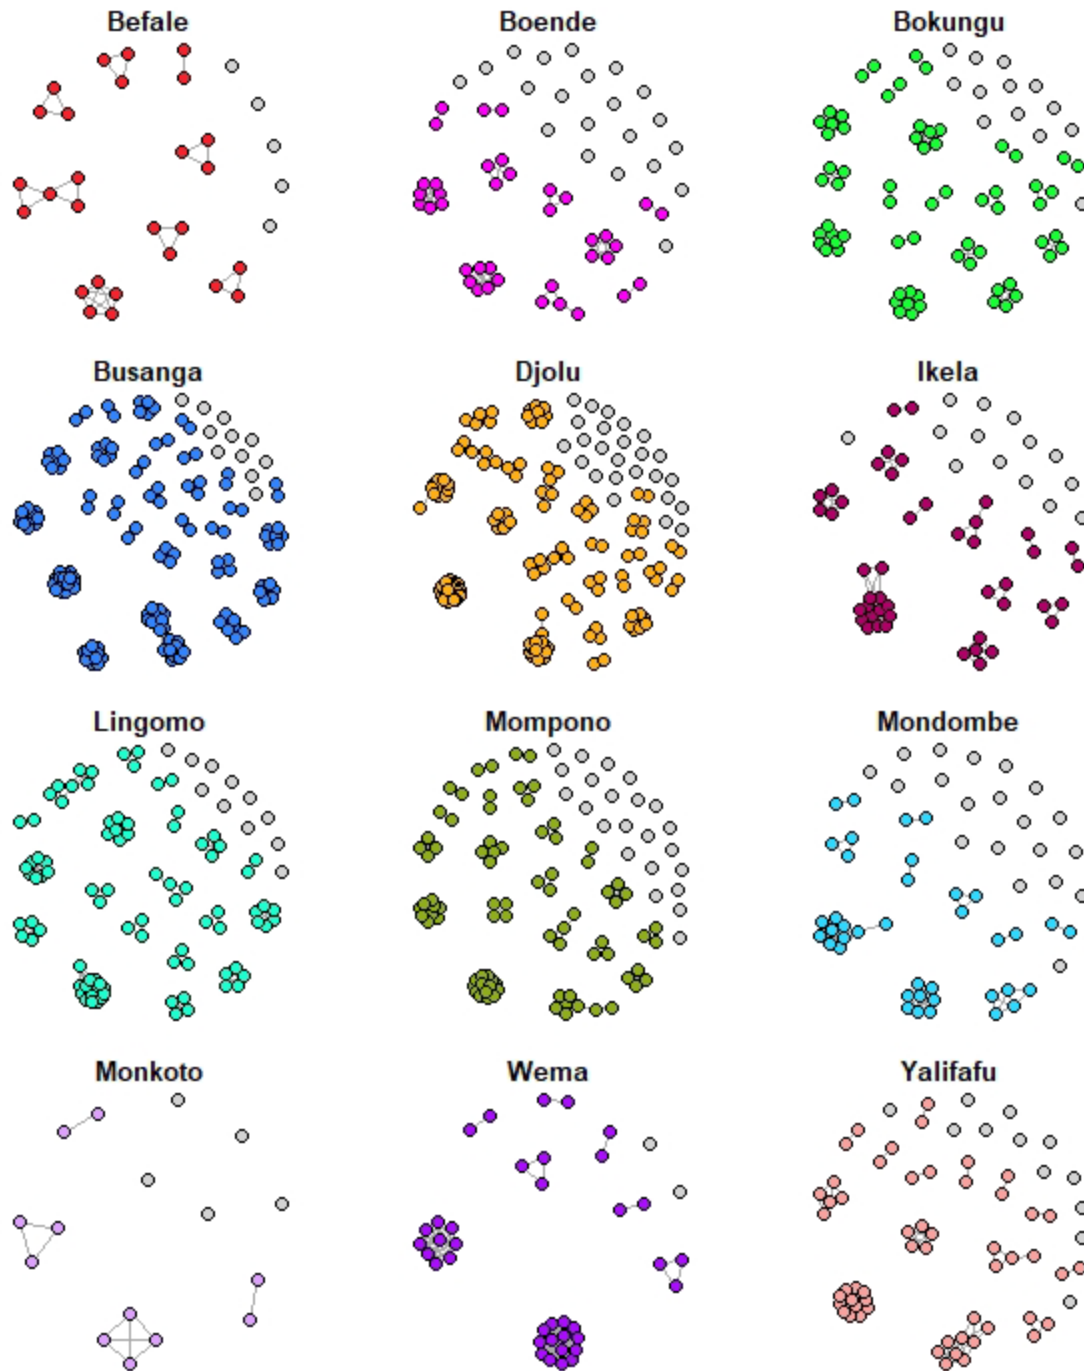 Befale
Boende
Bokungu
Busanga
Djolu
Ikela
Lingomo
Mompono
Mondombe
Monkoto
Wema
Yalifafu